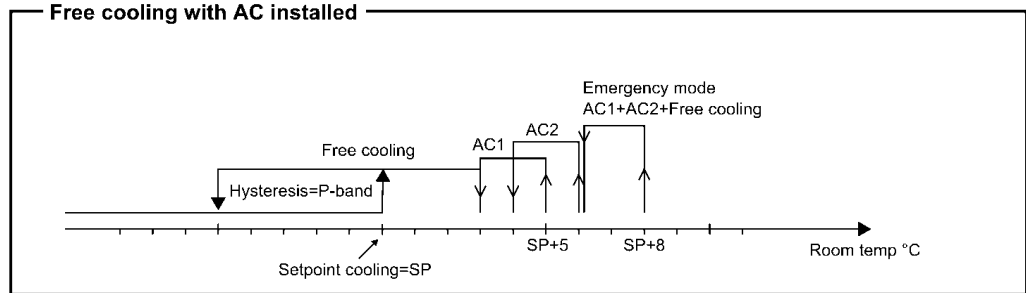 Free cooling with AC installed
Emergency mode
AC1+AC2+Free cooling
AC2
AC1
Free cooling
Hysteresis=P-band
SP+5
SP+8
Room temp °C
Setpoint cooling=SP